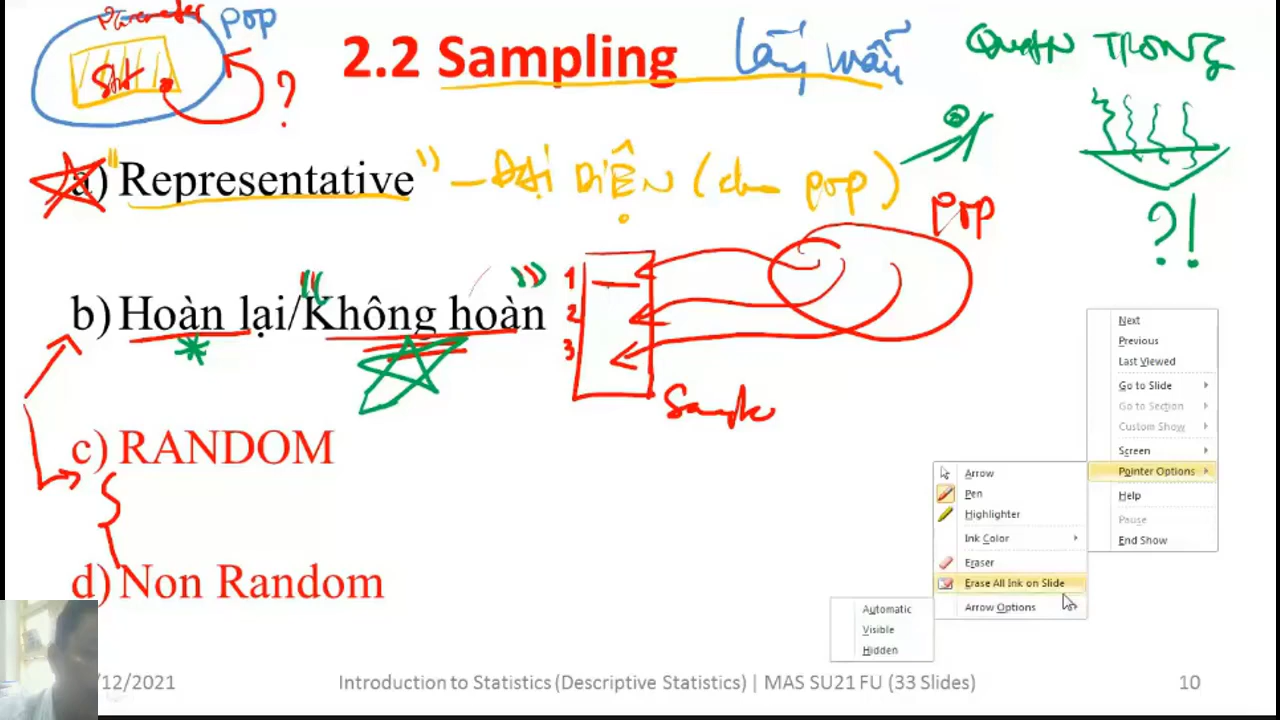 Parameter pop
2.2 Sampling lấy mẫu QUAN TRỌNG
Stat ?
a) "Representative" - ĐẠI DIỆN (cho pop)
pop ?!
b) Hoàn lại/"Không hoàn"
1
2
3
Sample
c) RANDOM
d) Non Random
Next
Previous
Last Viewed
Go to Slide
Go to Section
Custom Show
Screen
Pointer Options
Help
Pause
End Show
Arrow
Pen
Highlighter
Ink Color
Eraser
Erase All Ink on Slide
Arrow Options
Automatic
Visible
Hidden
/12/2021 Introduction to Statistics (Descriptive Statistics) | MAS SU21 FU (33 Slides) 10